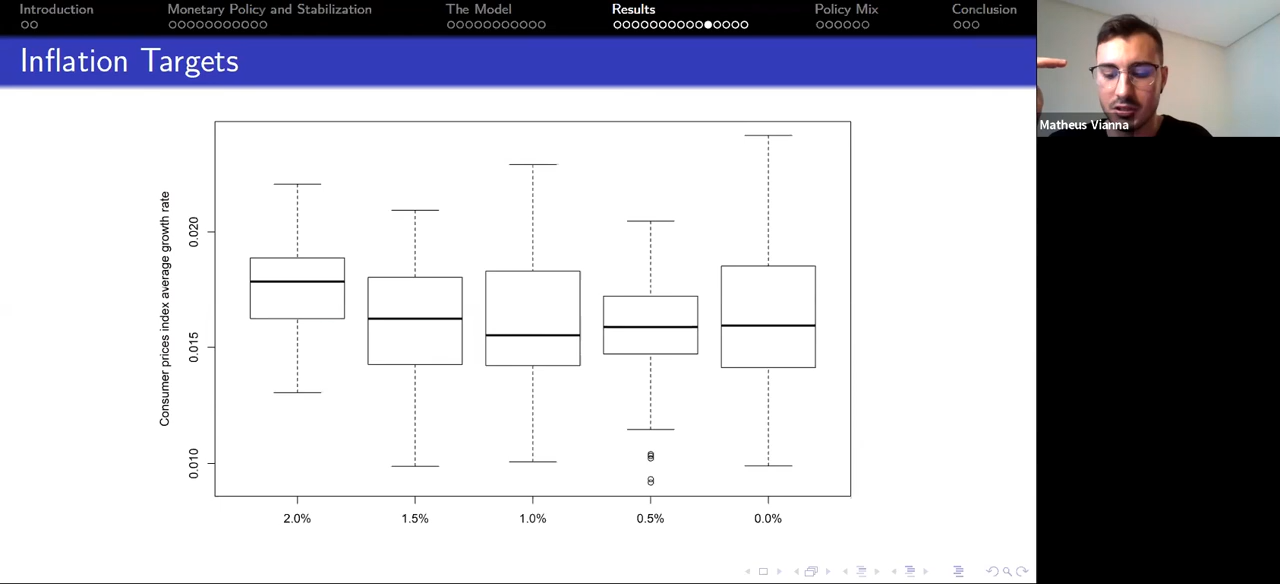 Introduction Monetary Policy and Stabilization The Model Results Policy Mix Conclusion
Inflation Targets
Matheus Vianna
Consumer prices index average growth rate
0.020
0.015
0.010
2.0% 1.5% 1.0% 0.5% 0.0%